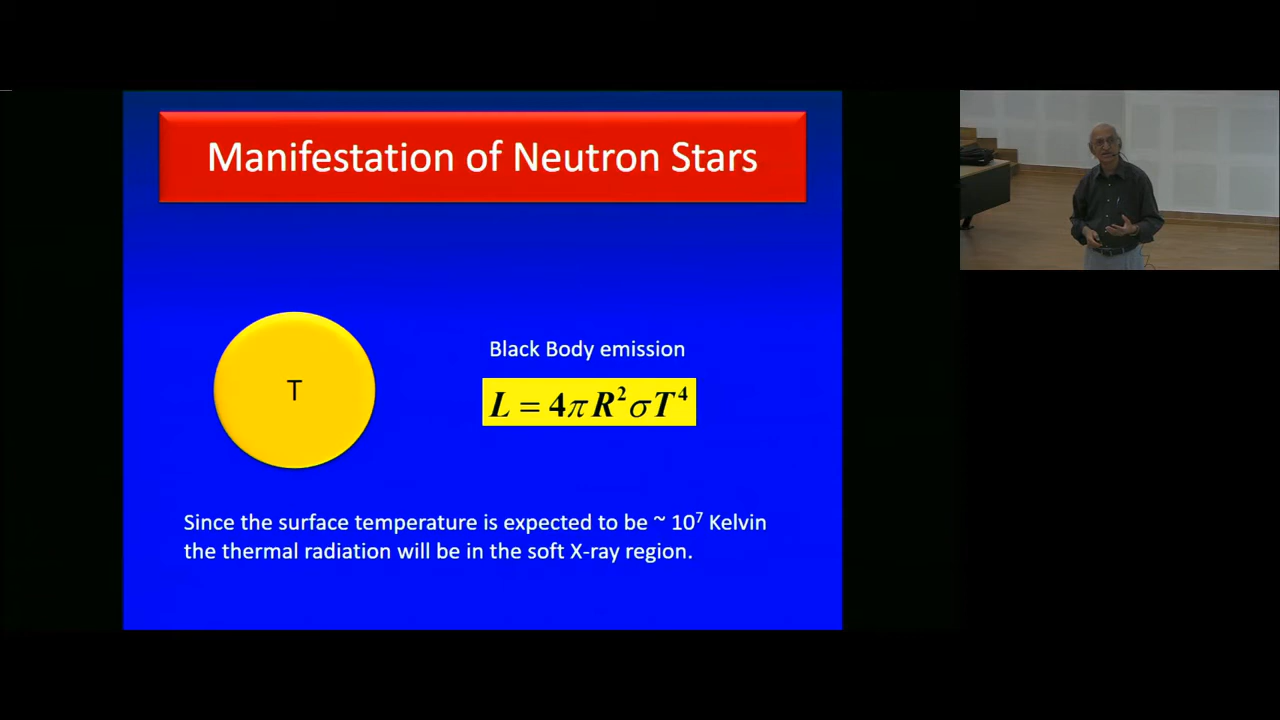 Manifestation of Neutron Stars
T
Black Body emission
L = 4πR²σT⁴
Since the surface temperature is expected to be ~ 10⁷ Kelvin
the thermal radiation will be in the soft X-ray region.